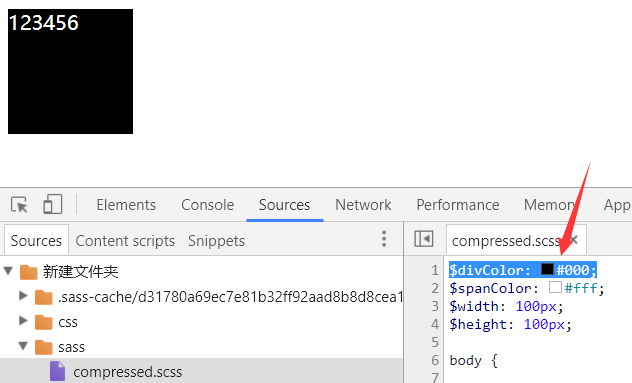 123456
Elements Console Sources Network Performance Memory App
Sources Content scripts Snippets
compressed.scss ×
新建文件夹
.sass-cache/d31780a69ec7e81b32ff92aad8b8d8cea1
css
sass
compressed.scss
1 $divColor: #000;
2 $spanColor: #fff;
3 $width: 100px;
4 $height: 100px;
5
6 body {
7